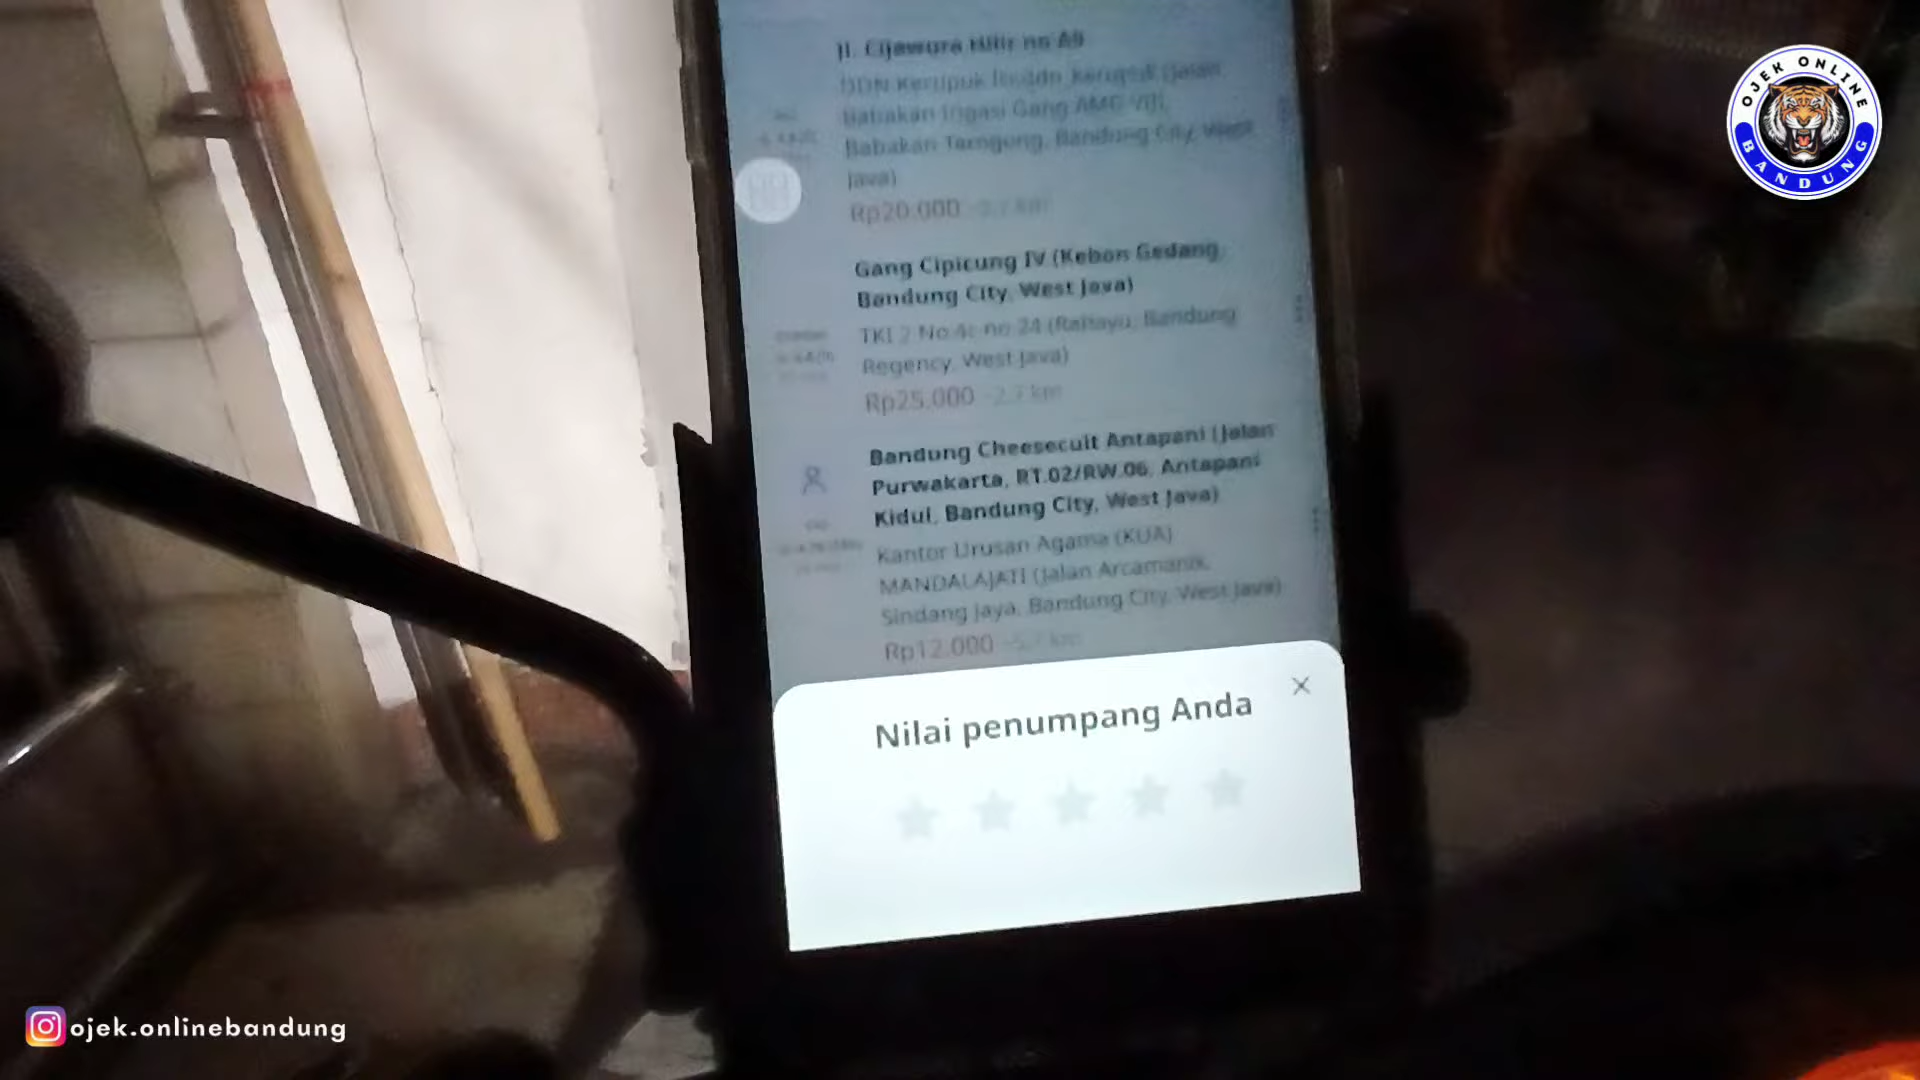 Jl. Cijawura Hilir no A9
Babakan Irigasi Gang AMC VII,
Babakan Tarogong, Bandung City, West
Java)
Rp20.000
Gang Cipicung IV (Kebon Gedang,
Bandung City, West Java)
TKI 2 No 4c no 24 (Rahayu, Bandung
Regency, West Java)
Rp25.000 ~2.7 km
Bandung Cheesecuit Antapani (Jalan
Purwakarta, RT.02/RW.06, Antapani
Kidul, Bandung City, West Java)
Kantor Urusan Agama (KUA)
MANDALAJATI (Jalan Arcamanik,
Sindang Jaya, Bandung City, West Java)
Rp12.000
Nilai penumpang Anda
OJEK ONLINE
BANDUNG
ojek.onlinebandung